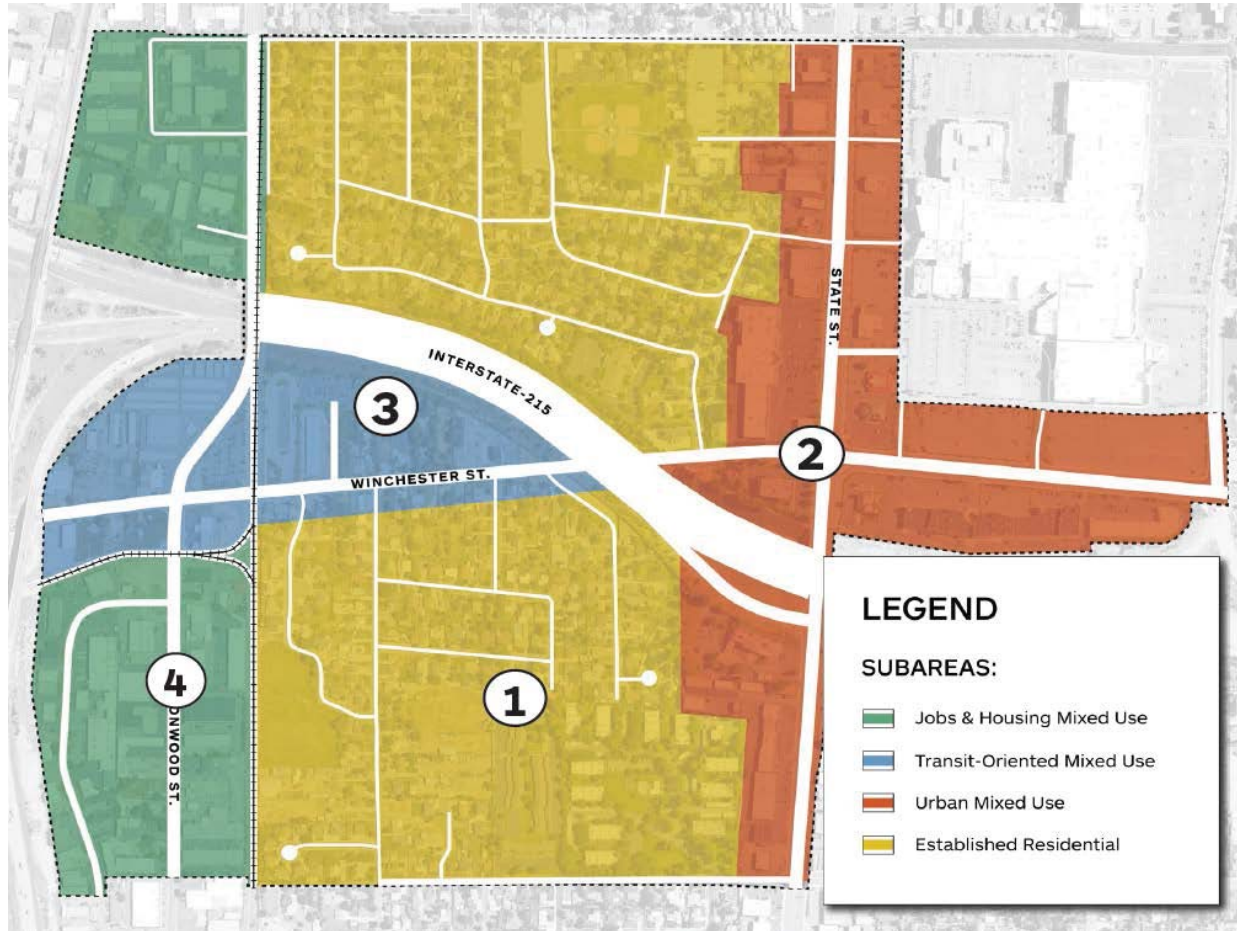 STATE ST.
INTERSTATE-215
3
2
WINCHESTER ST.
4
ONWOOD ST.
1
LEGEND
SUBAREAS:
Jobs & Housing Mixed Use
Transit-Oriented Mixed Use
Urban Mixed Use
Established Residential